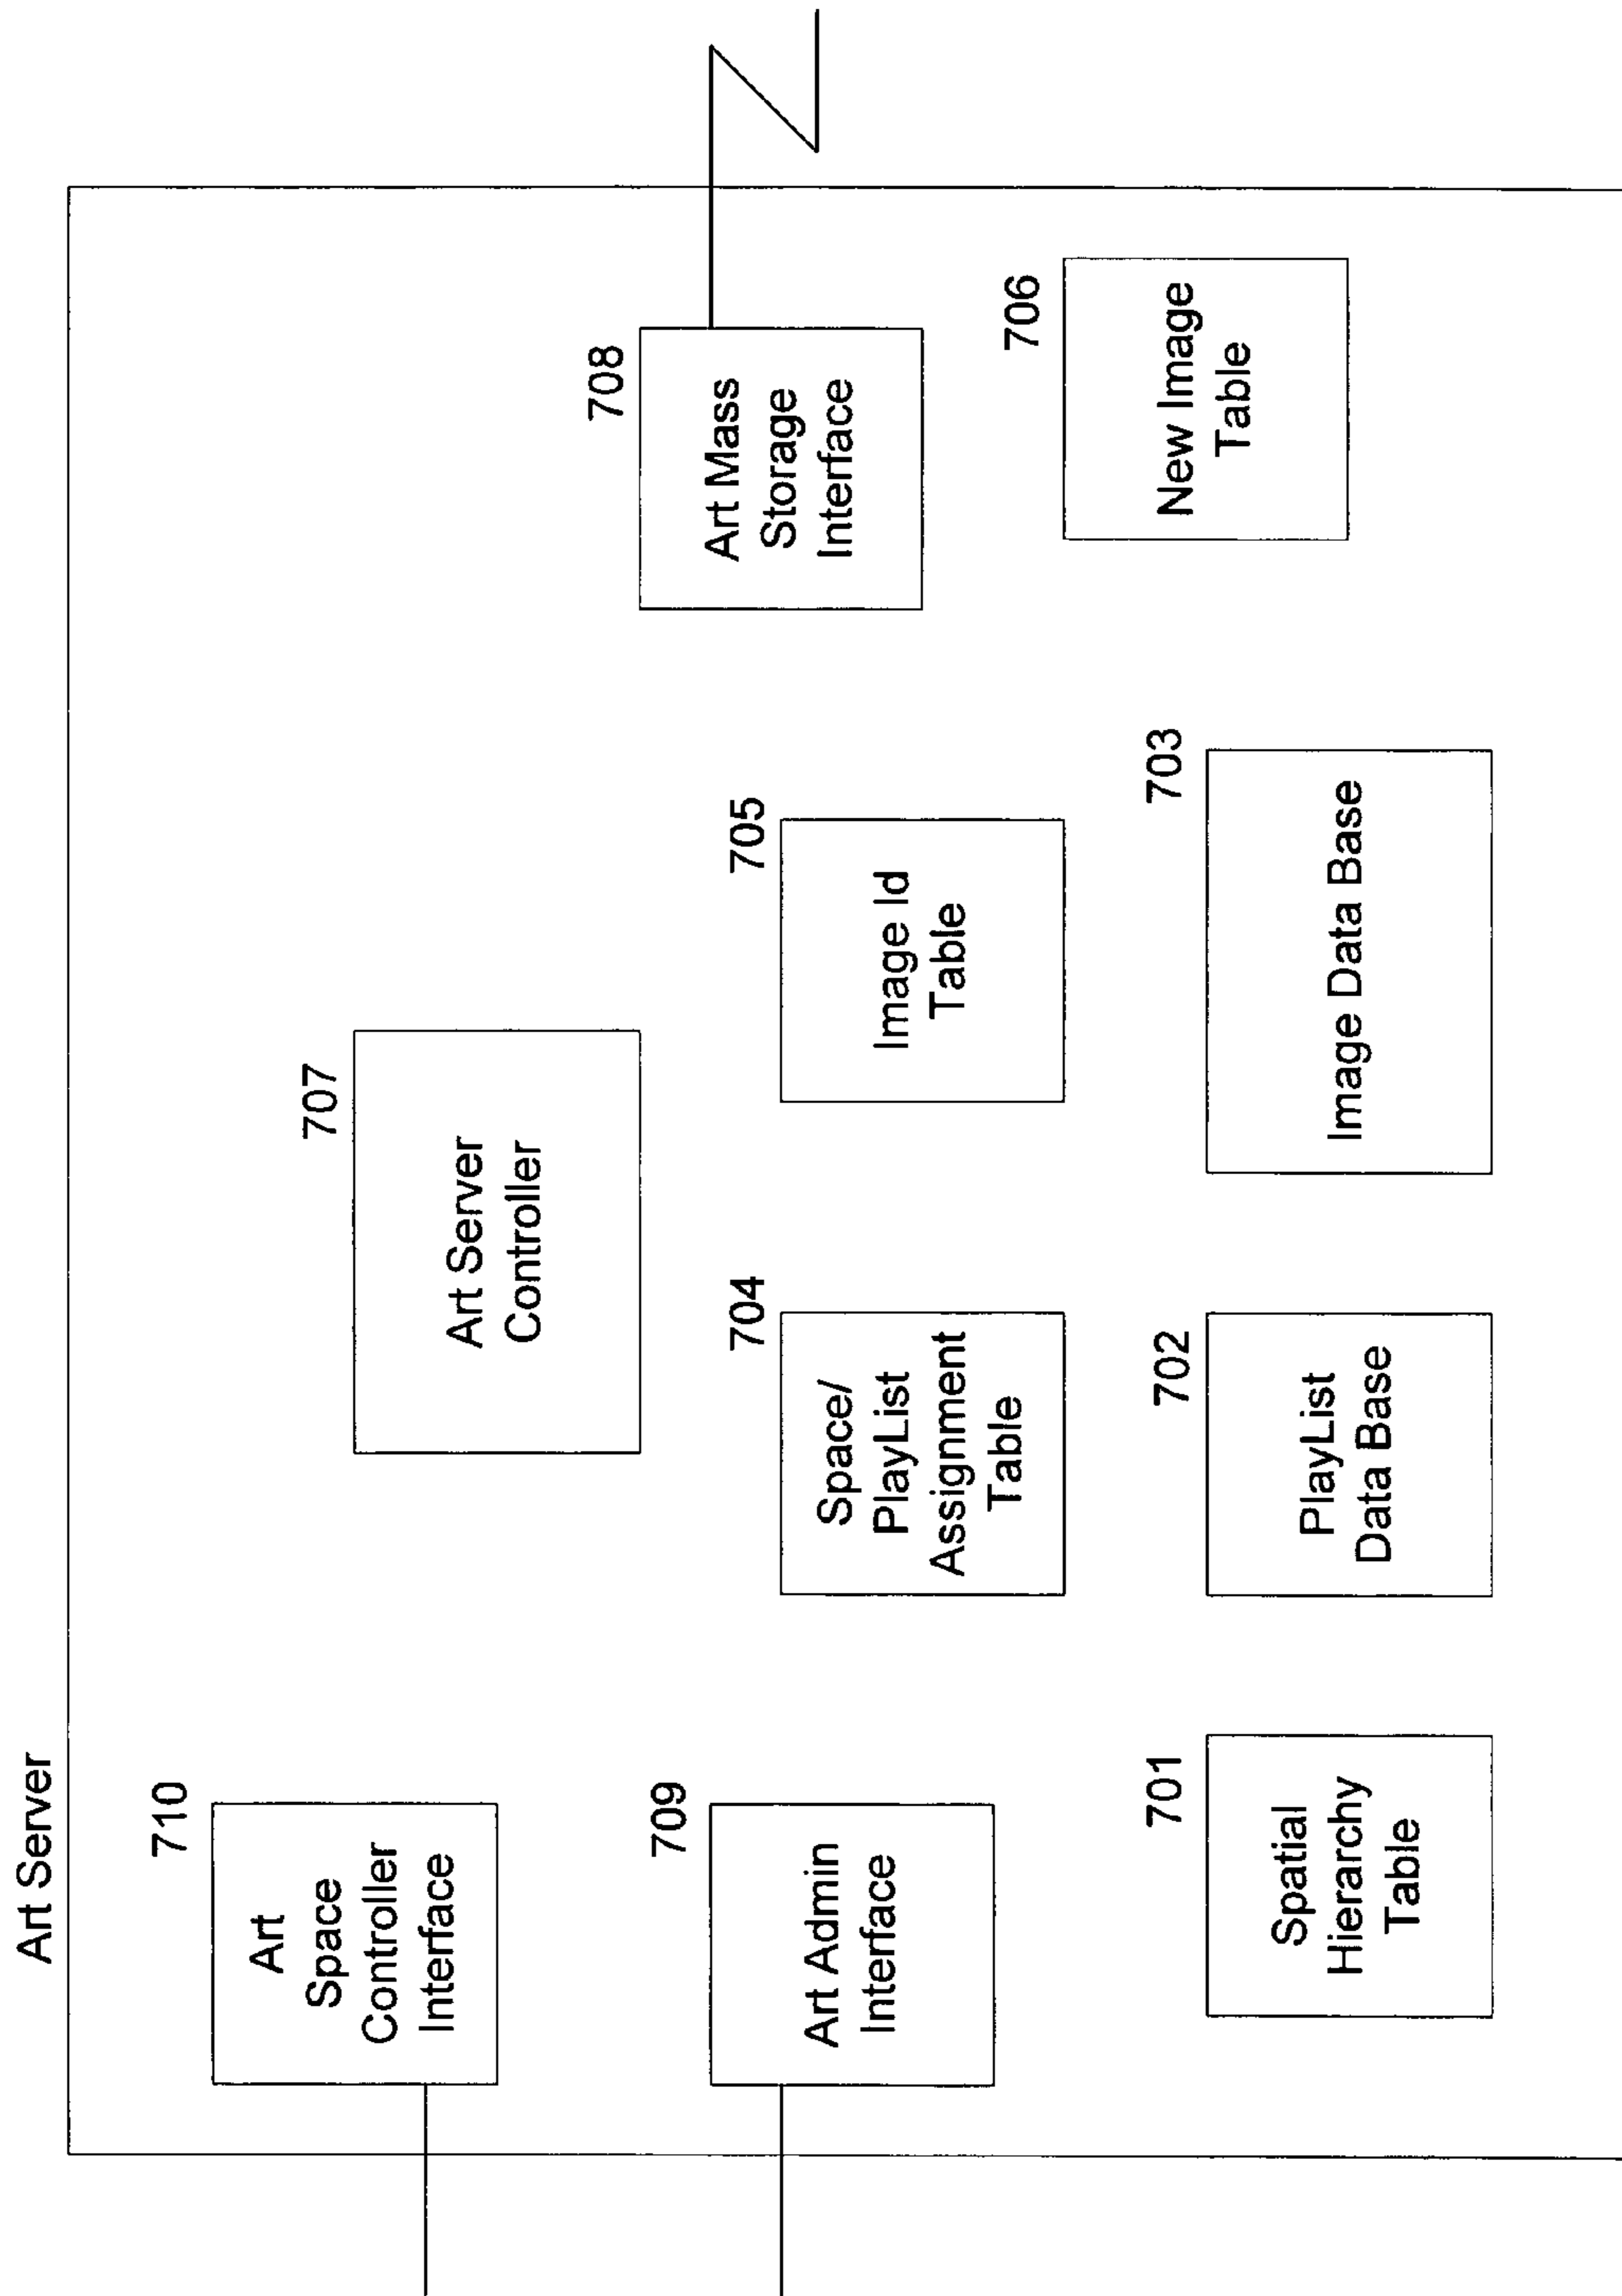 Art Server
710
Art
Space
Controller
Interface
707
Art Server
Controller
708
Art Mass
Storage
Interface
709
Art Admin
Interface
704
Space/
PlayList
Assignment
Table
705
Image Id
Table
706
New Image
Table
701
Spatial
Hierarchy
Table
702
PlayList
Data Base
703
Image Data Base